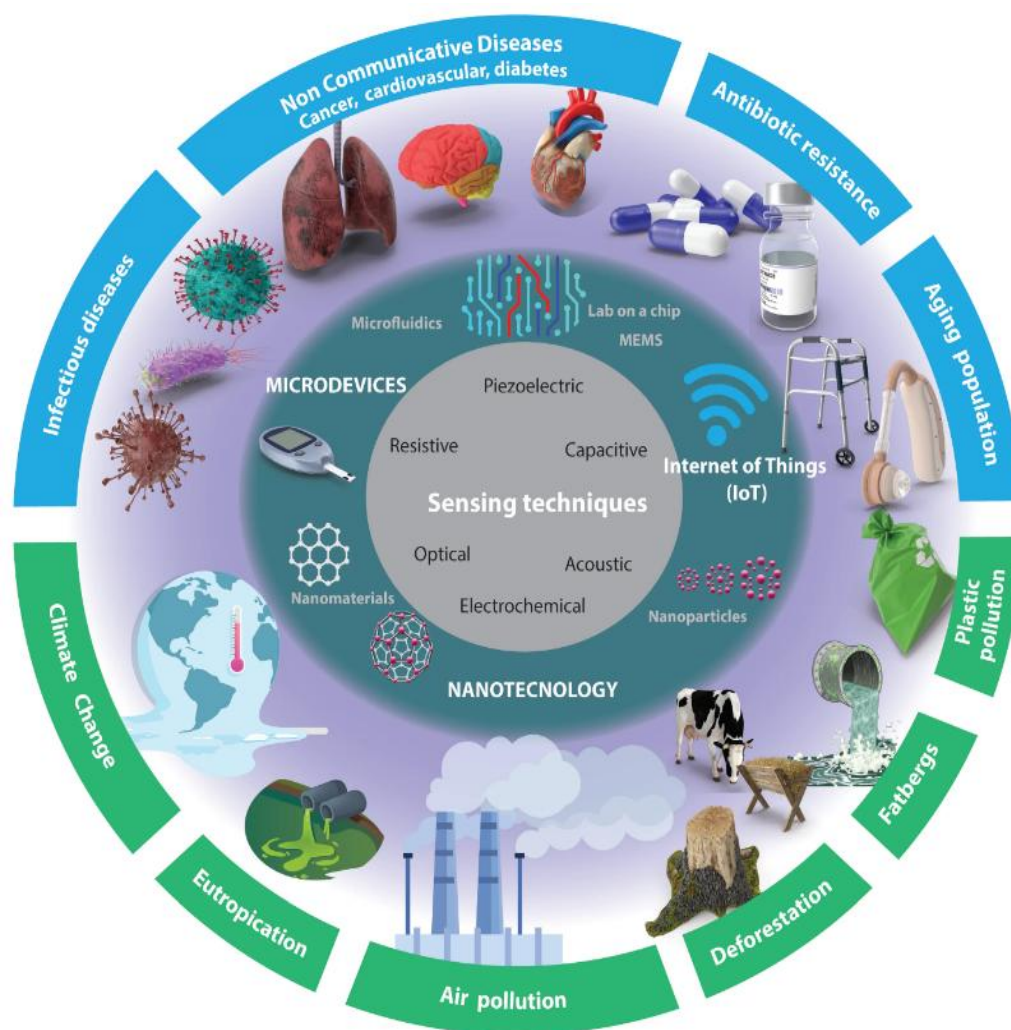 Non Communicative Diseases
Cancer, cardiovascular, diabetes
Antibiotic resistance
Aging population
Infectious diseases
Microfluidics
Lab on a chip
MEMS
MICRODEVICES
Piezoelectric
Resistive
Capacitive
Internet of Things
(IoT)
Sensing techniques
Optical
Acoustic
Electrochemical
Nanomaterials
Nanoparticles
NANOTECNOLOGY
Plastic
pollution
Fatbergs
Deforestation
Air pollution
Eutropication
Climate Change